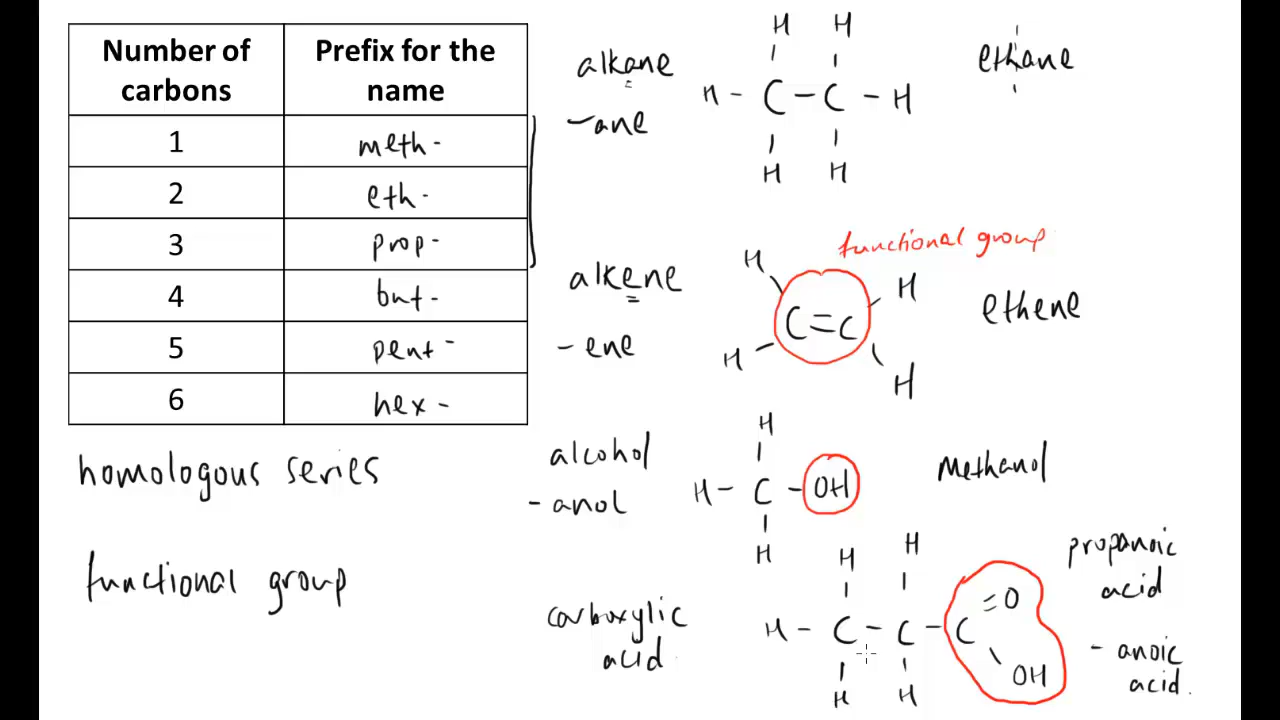 Number of carbons
Prefix for the name
1 meth-
2 eth-
3 prop-
4 but-
5 pent-
6 hex-
homologous series
functional group
alkane
-ane
H H
H - C - C - H
H H
ethane
alkene
-ene
functional group
H H
C = C
H H
ethene
alcohol
-anol
H
H - C - OH
H
Methanol
carboxylic
acid
H H
H - C - C - C = O
OH
H H
propanoic
acid
- anoic
acid.